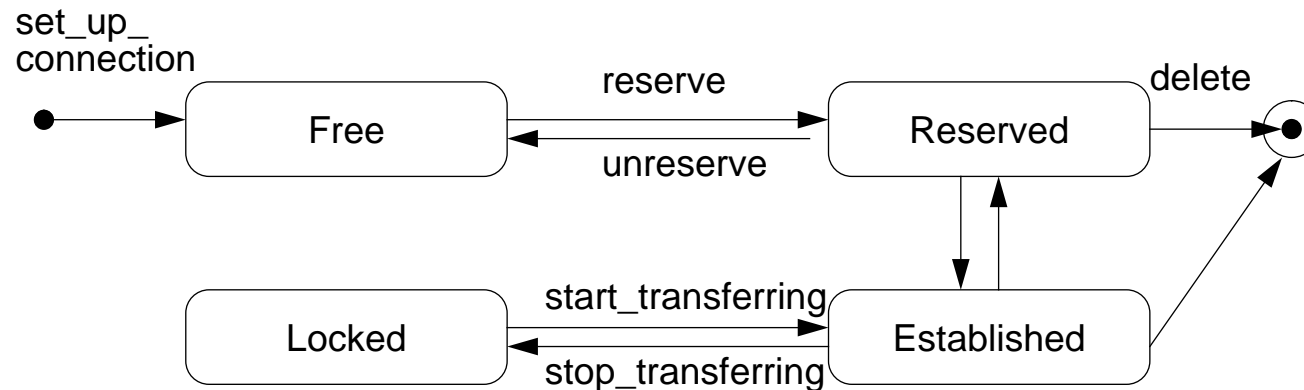 set_up_
connection
reserve
delete
Free
Reserved
unreserve
start_transferring
Locked
Established
stop_transferring